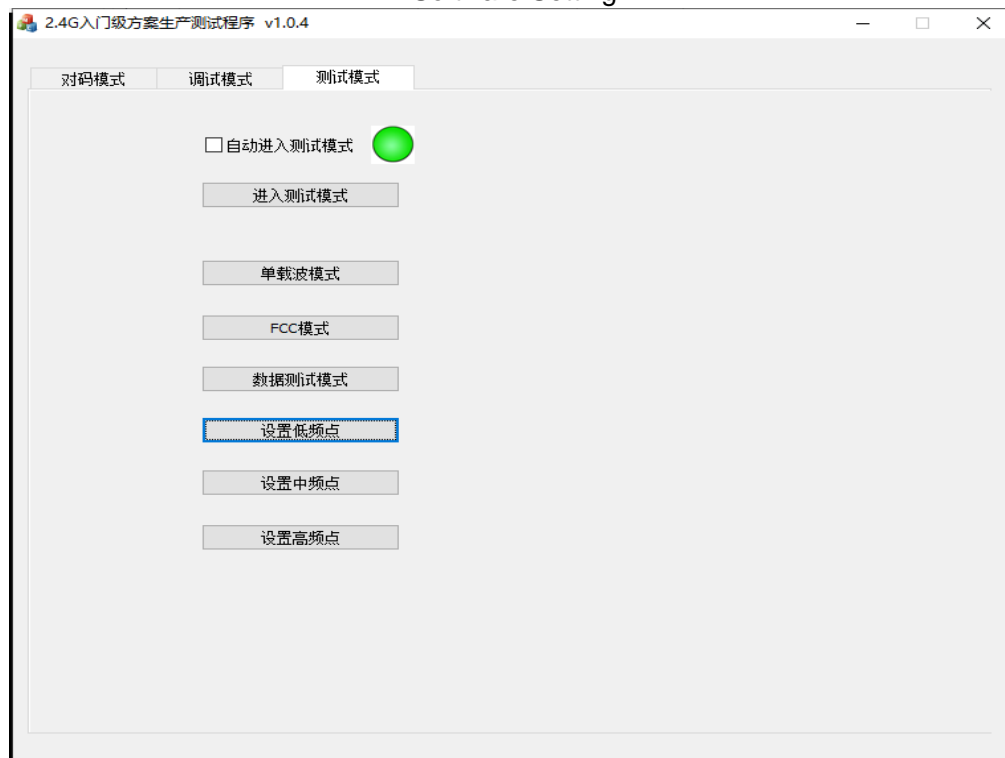 2.4G入门级方案生产测试程序 v1.0.4
对码模式 调试模式 测试模式
自动进入测试模式
进入测试模式
单载波模式
FCC模式
数据测试模式
设置低频点
设置中频点
设置高频点